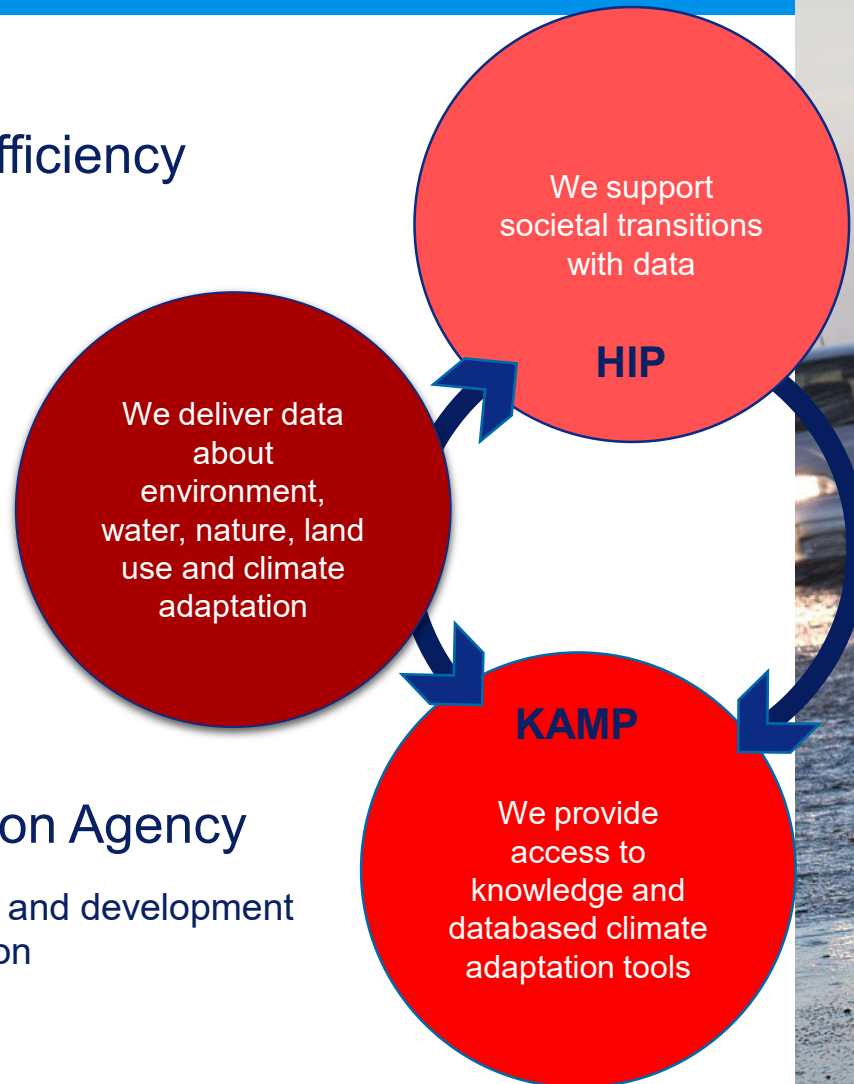 fficiency
We support
societal transitions
with data
HIP
We deliver data
about
environment,
water, nature, land
use and climate
adaptation
KAMP
We provide
access to
knowledge and
databased climate
adaptation tools
on Agency
and development
on